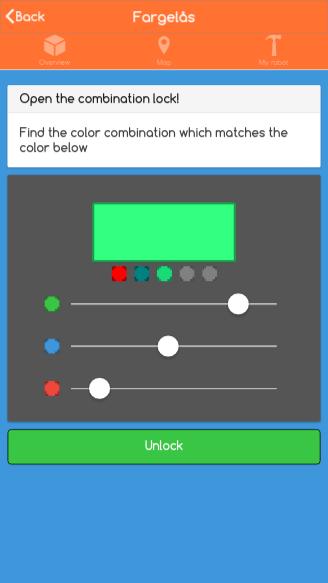 Back
Fargelås
Overview
Map
My robot
Open the combination lock!
Find the color combination which matches the
color below
Unlock